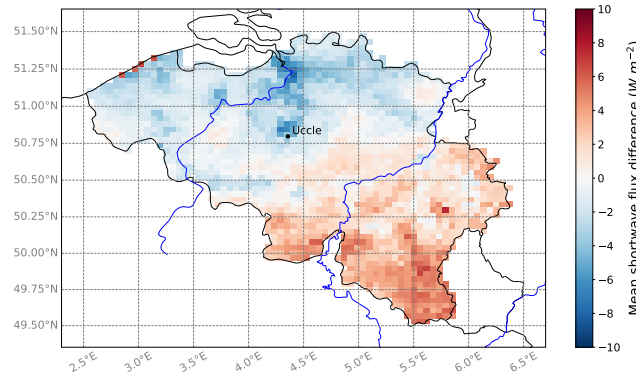 51.50°N
51.25°N
51.00°N
50.75°N
50.50°N
50.25°N
50.00°N
49.75°N
49.50°N
Uccle
2.5°E
3.0°E
3.5°E
4.0°E
4.5°E
5.0°E
5.5°E
6.0°E
6.5°E
10
8
6
4
2
0
−2
−4
−6
−8
−10
Mean shortwave flux difference (W m⁻²)